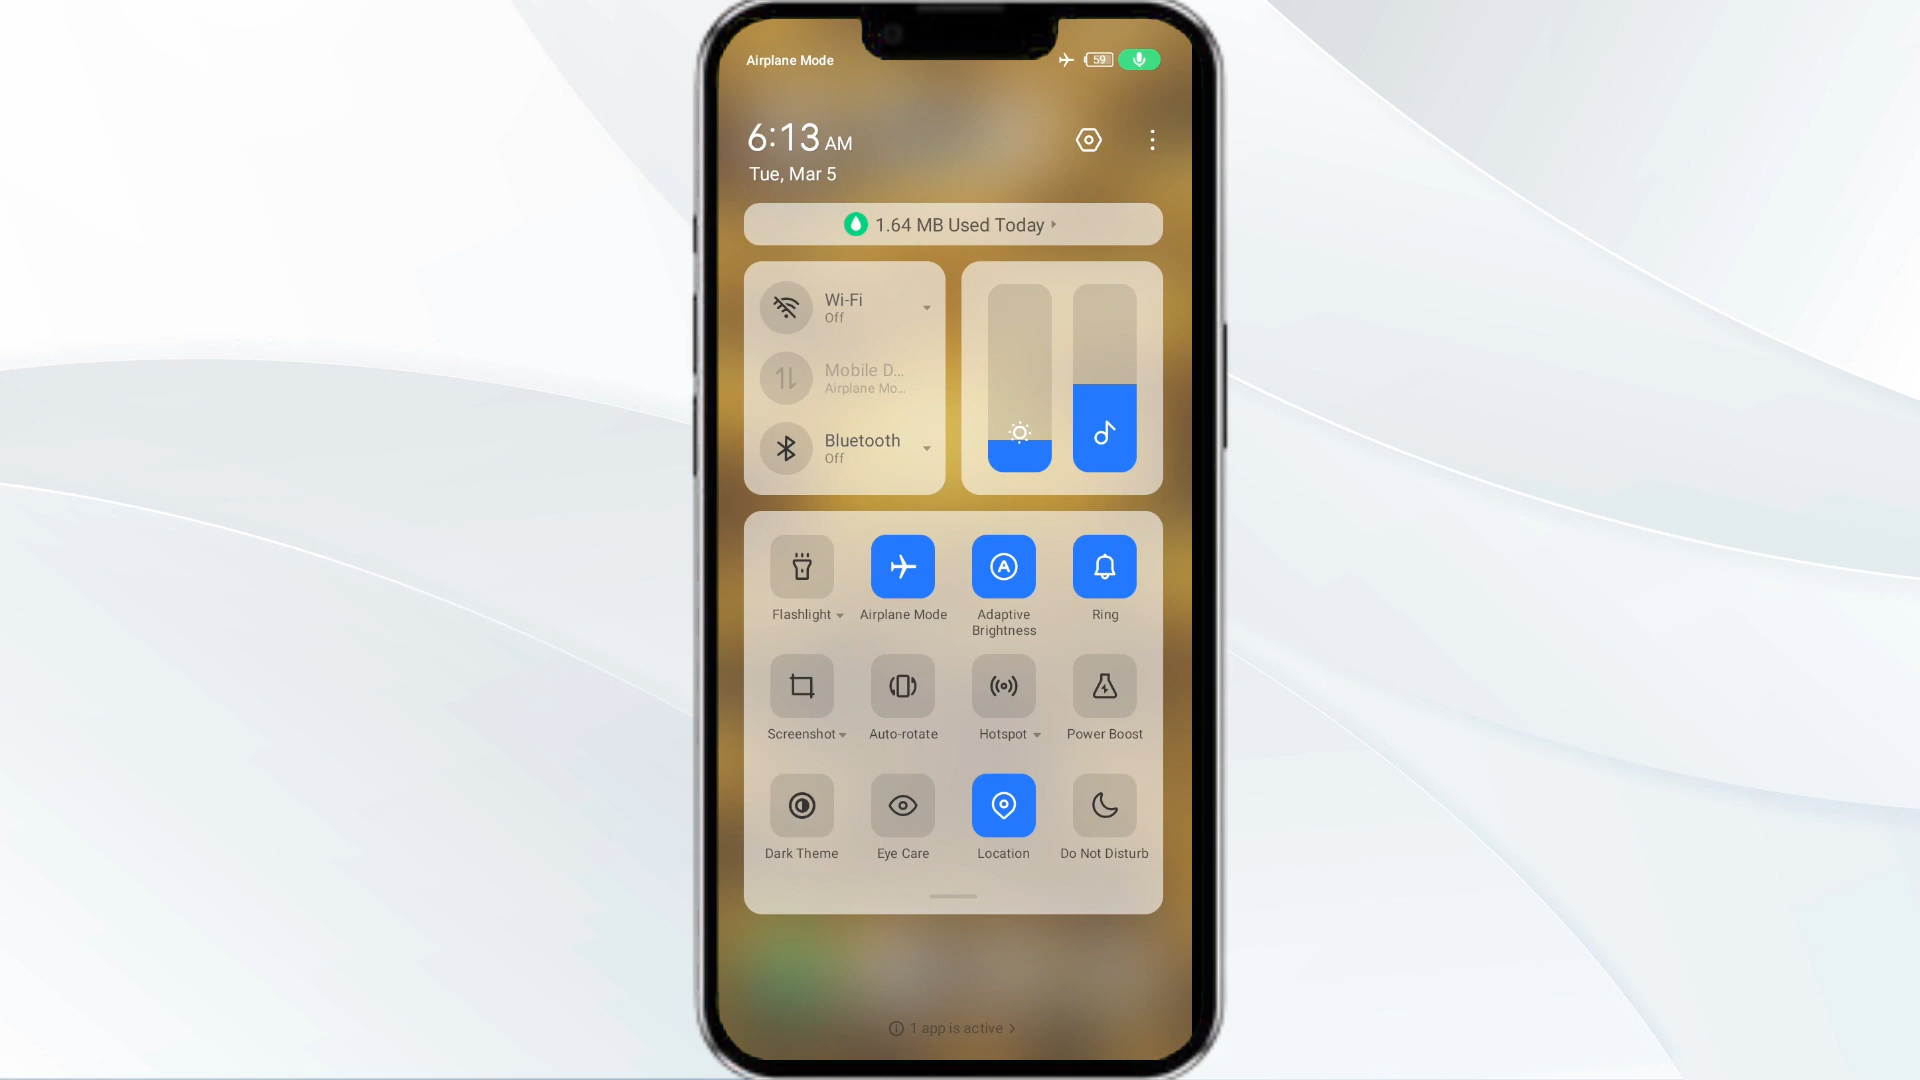 Airplane Mode
59
6:13 AM
Tue, Mar 5
1.64 MB Used Today
Wi-Fi
Off
Mobile D...
Airplane Mo...
Bluetooth
Off
Flashlight
Airplane Mode
Adaptive
Brightness
Ring
Screenshot
Auto-rotate
Hotspot
Power Boost
Dark Theme
Eye Care
Location
Do Not Disturb
1 app is active